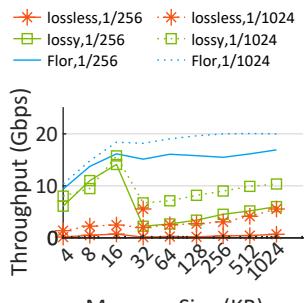 lossless,1/256 lossless,1/1024
lossy,1/256 lossy,1/1024
Flor,1/256 Flor,1/1024
Throughput (Gbps)
20
10
0
4 8 16 32 64 128 256 512 1024